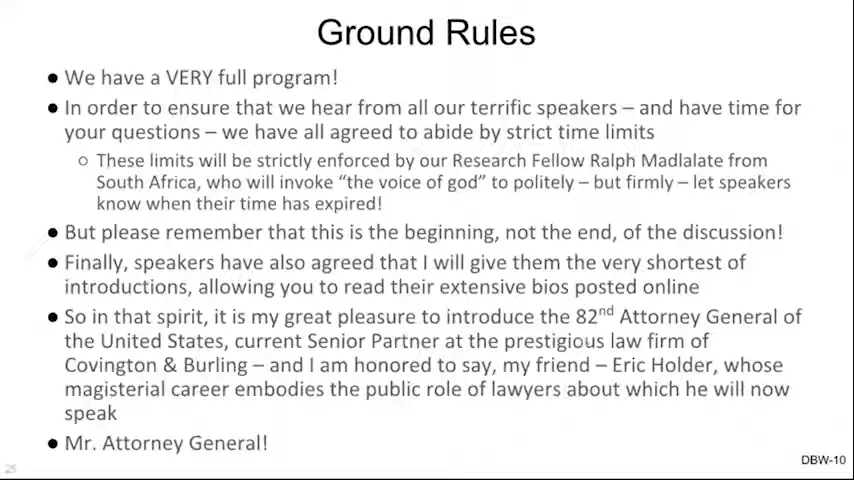 Ground Rules
● We have a VERY full program!
● In order to ensure that we hear from all our terrific speakers – and have time for
your questions – we have all agreed to abide by strict time limits
○ These limits will be strictly enforced by our Research Fellow Ralph Madlalate from
South Africa, who will invoke “the voice of god” to politely – but firmly – let speakers
know when their time has expired!
● But please remember that this is the beginning, not the end, of the discussion!
● Finally, speakers have also agreed that I will give them the very shortest of
introductions, allowing you to read their extensive bios posted online
● So in that spirit, it is my great pleasure to introduce the 82nd Attorney General of
the United States, current Senior Partner at the prestigious law firm of
Covington & Burling – and I am honored to say, my friend – Eric Holder, whose
magisterial career embodies the public role of lawyers about which he will now
speak
● Mr. Attorney General!
DBW-10